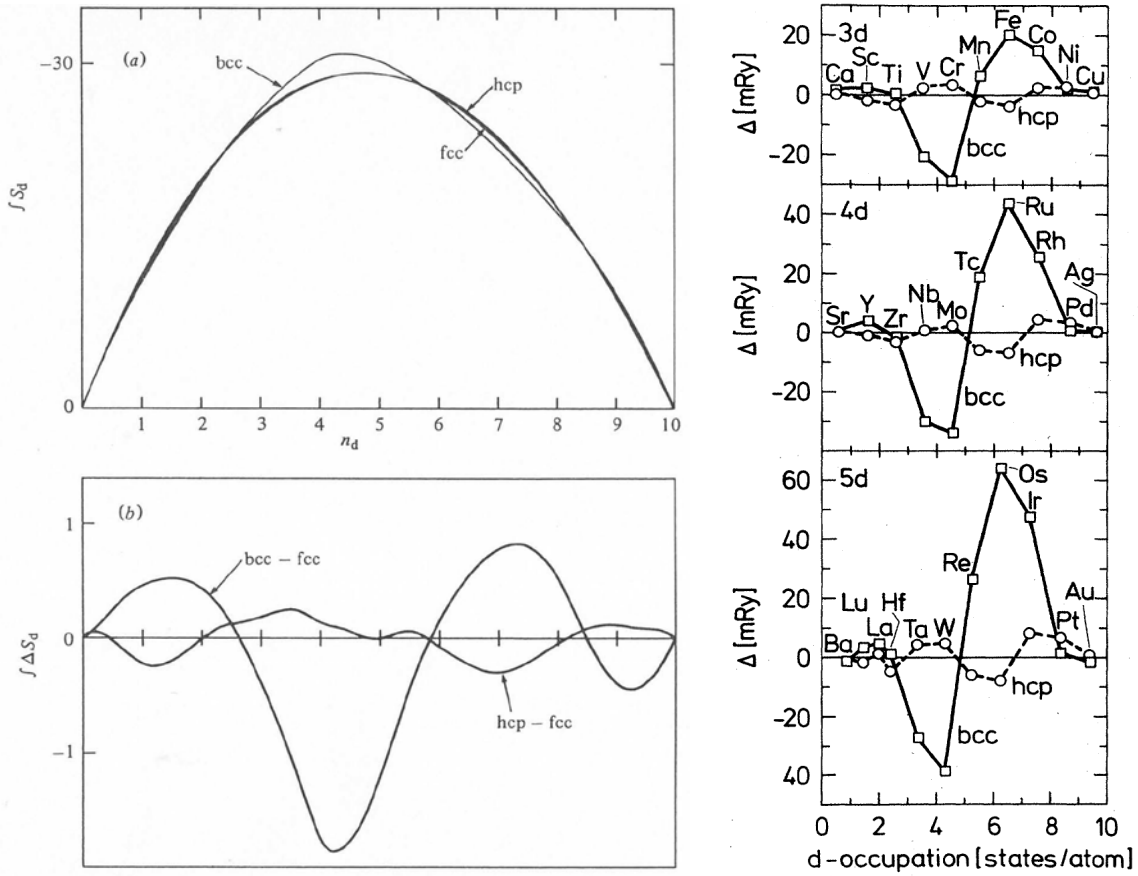 (a)
−30
bcc
hcp
fcc
∫ S_d
0
1 2 3 4 5 6 7 8 9 10
n_d
(b)
1
bcc − fcc
∫ Δ S_d
0
hcp − fcc
−1
20
3d
Fe
Co
Mn
Ni
Cu
Ca
Sc
Ti
V
Cr
Δ [mRy]
0
hcp
bcc
-20
40
4d
Ru
Rh
Tc
Ag
Pd
Sr
Y
Zr
Nb
Mo
Δ [mRy]
20
0
hcp
bcc
-20
60
5d
Os
Ir
Re
Au
Pt
Lu
La
Hf
Ba
Ta
W
Δ [mRy]
40
20
0
hcp
bcc
-20
40
0 2 4 6 8 10
d-occupation [states/atom]